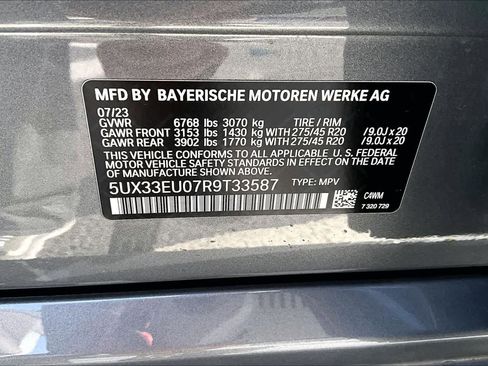 MFD BY BAYERISCHE MOTOREN WERKE AG
07/23
GVWR 6768 lbs 3070 kg TIRE / RIM
GAWR FRONT 3153 lbs 1430 kg WITH 275/45 R20 / 9.0J x 20
GAWR REAR 3902 lbs 1770 kg WITH 275/45 R20 / 9.0J x 20
THIS VEHICLE CONFORMS TO ALL APPLICABLE U. S. FEDERAL
MOTOR VEHICLE SAFETY STANDARDS IN EFFECT ON THE DATE
OF MANUFACTURE SHOWN ABOVE.
5UX33EU07R9T33587 TYPE: MPV
C4WM
7 320 729